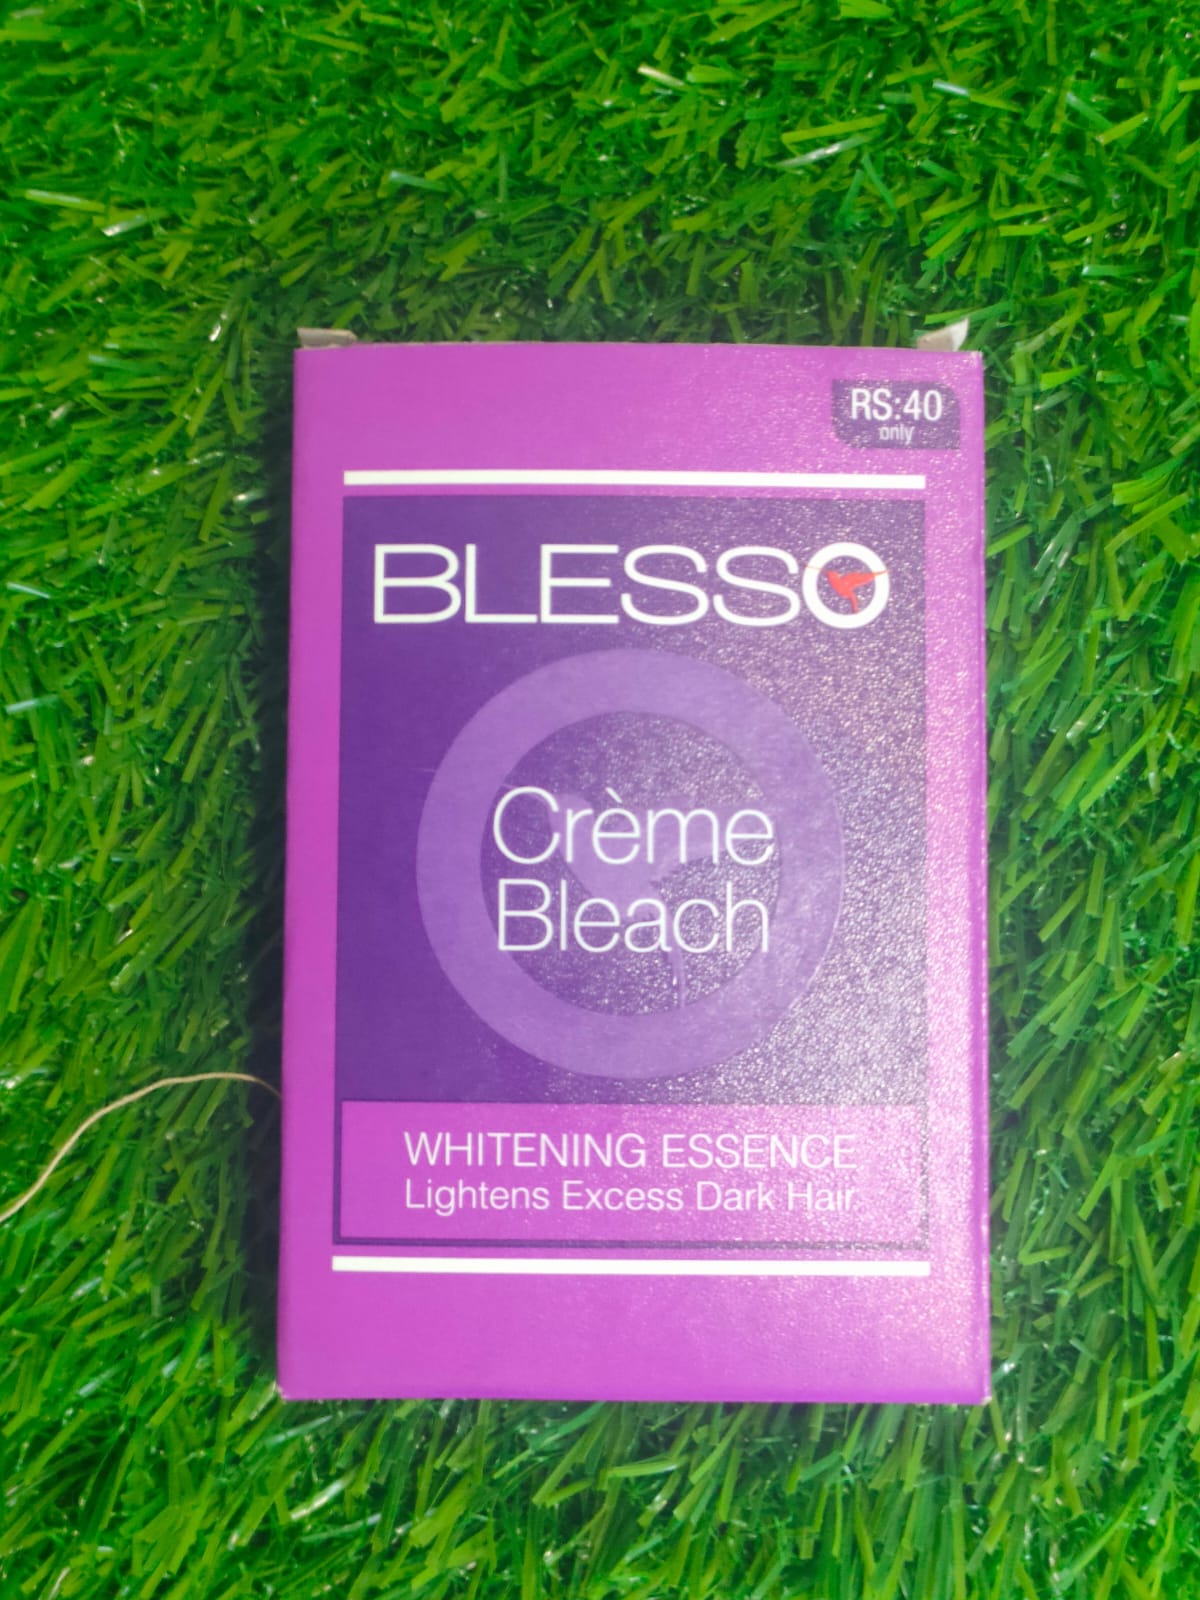 RS:40
only
BLESSO
Crème
Bleach
WHITENING ESSENCE
Lightens Excess Dark Hair